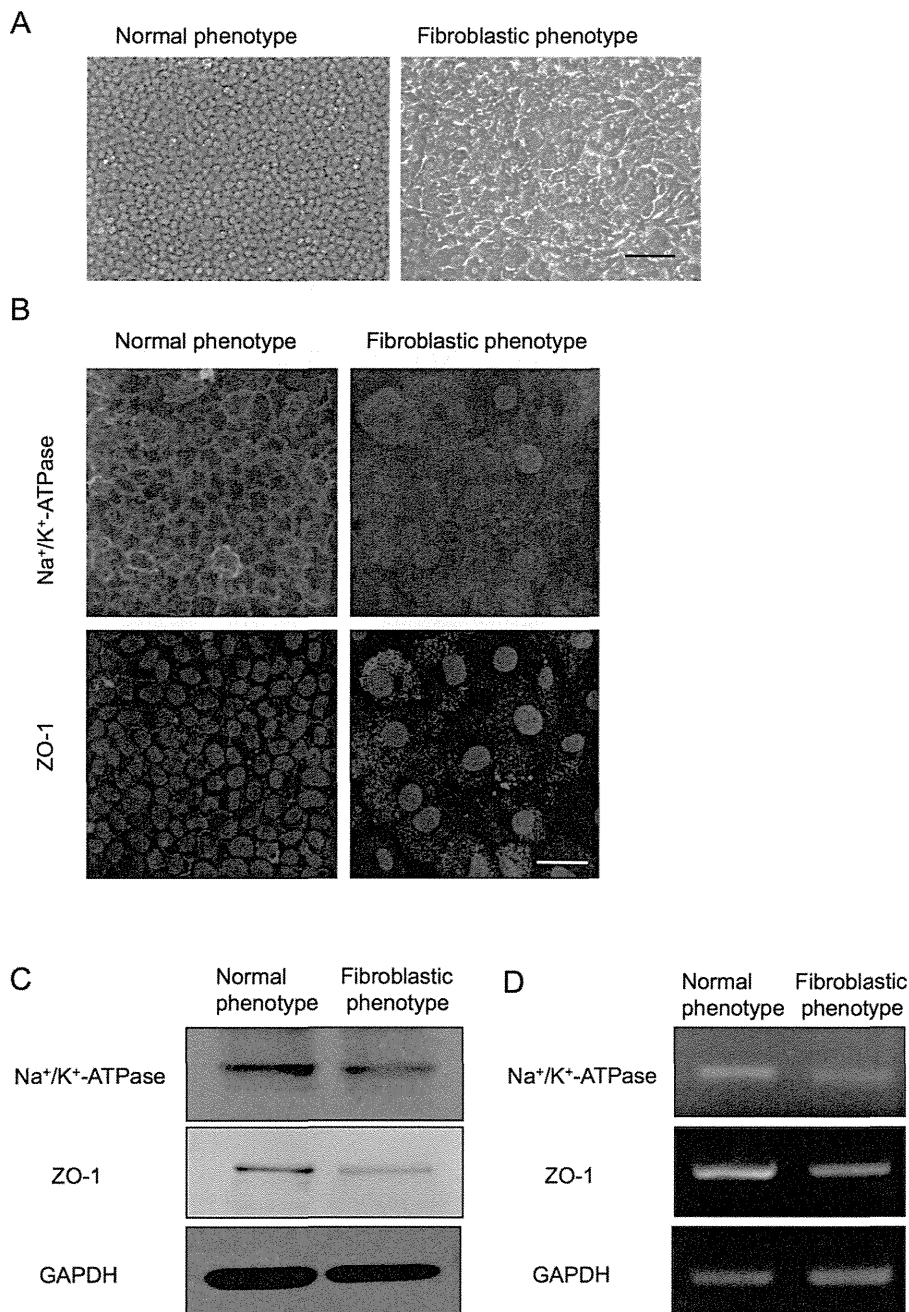 A
Normal phenotype
Fibroblastic phenotype
B
Normal phenotype
Fibroblastic phenotype
Na⁺/K⁺-ATPase
ZO-1
C
Normal
phenotype
Fibroblastic
phenotype
Na⁺/K⁺-ATPase
ZO-1
GAPDH
D
Normal
phenotype
Fibroblastic
phenotype
Na⁺/K⁺-ATPase
ZO-1
GAPDH